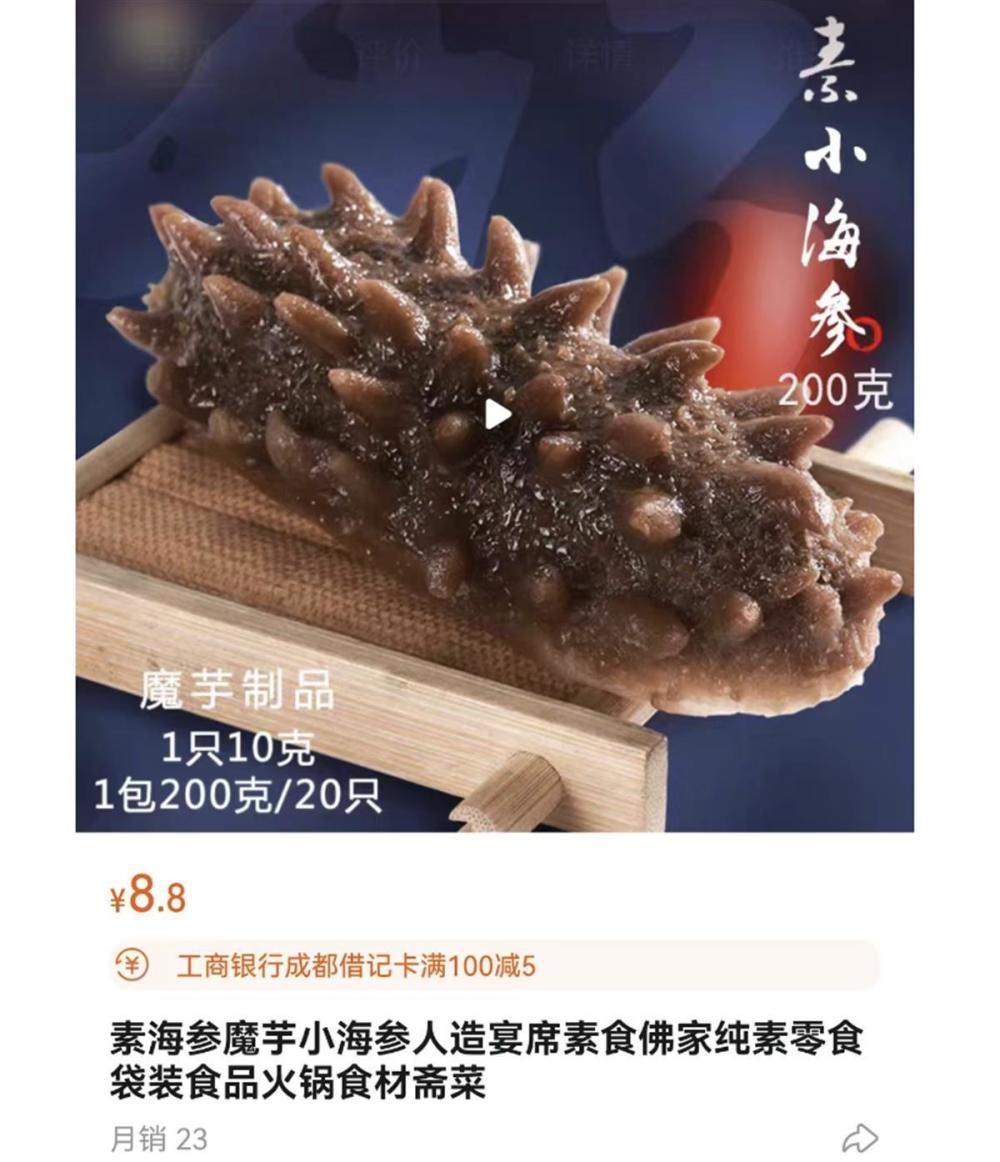 素小海参
200克
魔芋制品
1只10克
1包200克/20只
¥8.8
工商银行成都借记卡满100减5
素海参魔芋小海参人造宴席素食佛家纯素零食
袋装食品火锅食材斋菜
月销 23